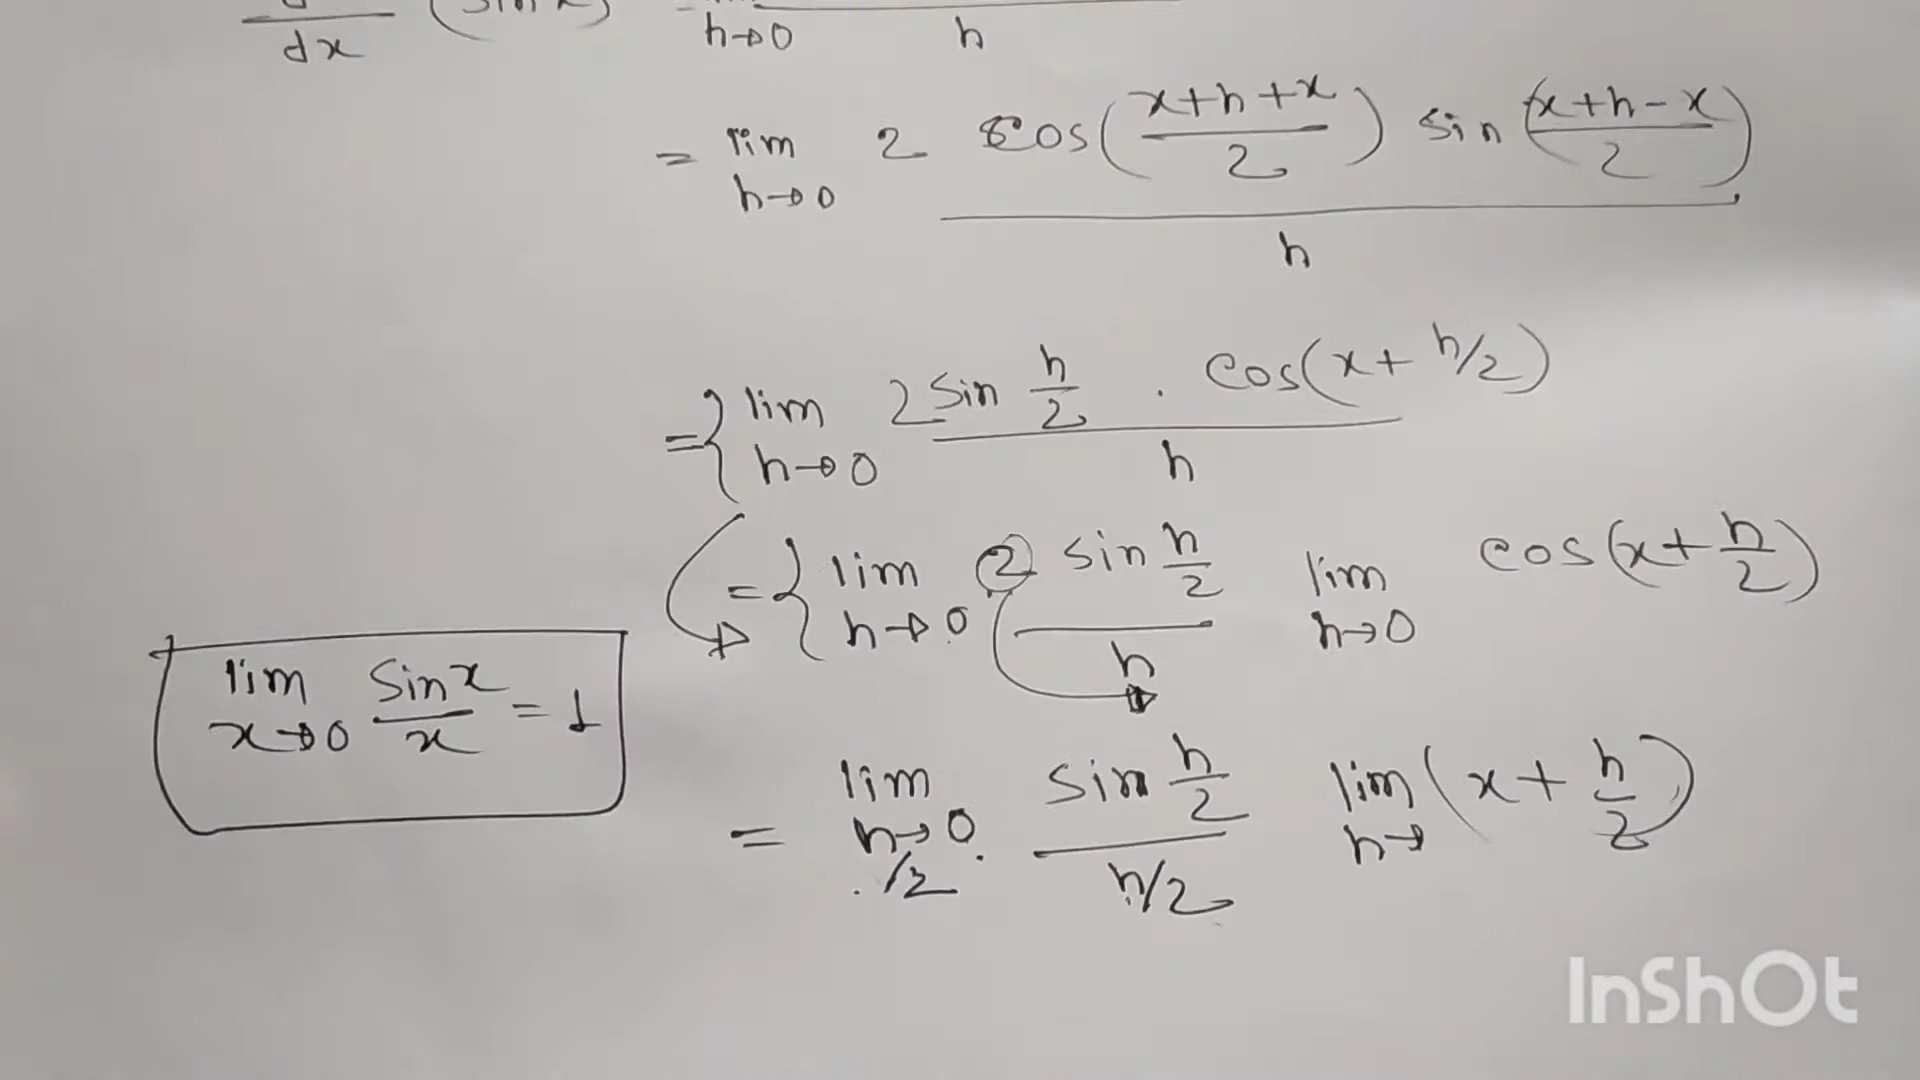 d/dx (sin x) = lim h→0 / h
= lim h→0 2 cos((x+h+x)/2) sin((x+h-x)/2) / h
= { lim h→0 2 sin h/2 . cos(x + h/2) / h
= { lim h→0 2 sin h/2 / h lim h→0 cos(x + h/2)
lim x→0 sin x / x = 1
= lim h→0 /2 sin h/2 / h/2 lim h→ (x + h/2)
InShOt